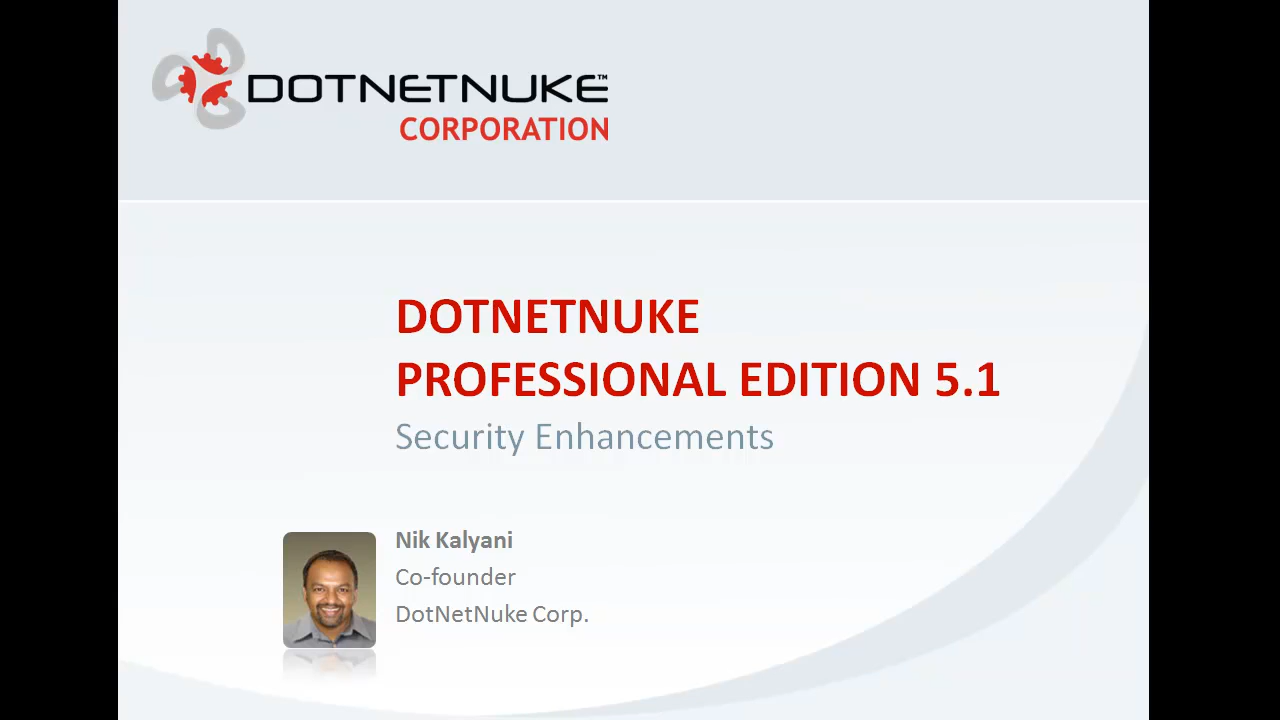 DOTNETNUKE™
CORPORATION
DOTNETNUKE
PROFESSIONAL EDITION 5.1
Security Enhancements
Nik Kalyani
Co-founder
DotNetNuke Corp.